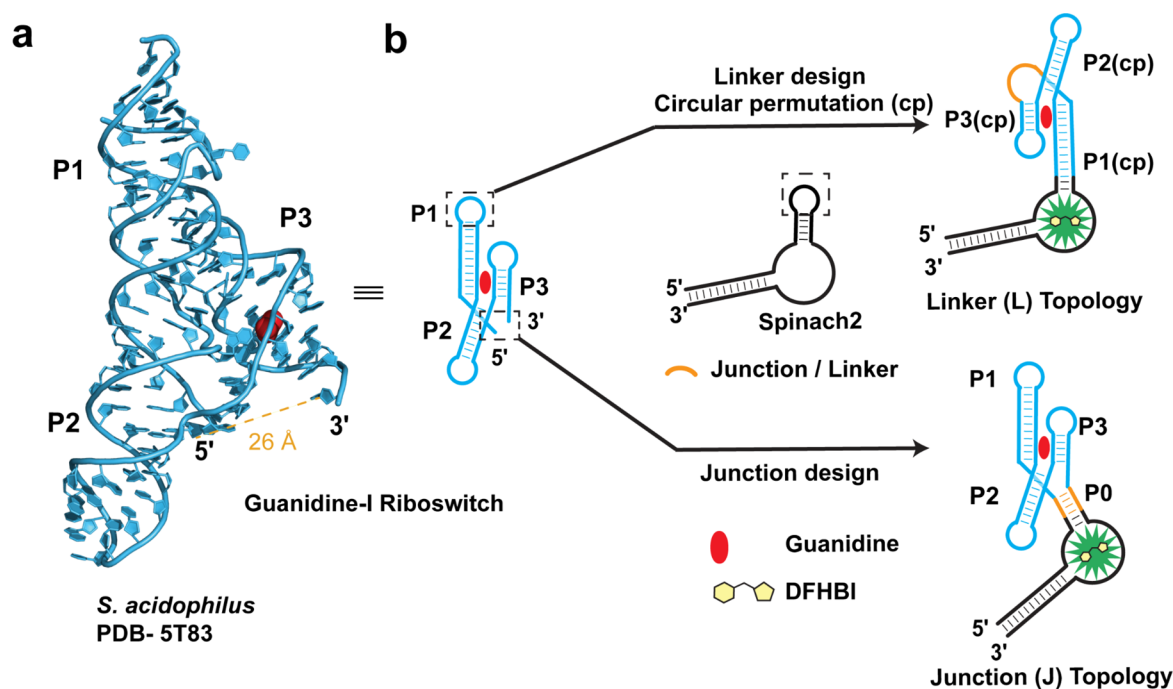 a
P1
P3
P2
5'
26 Å
3'
Guanidine-I Riboswitch
S. acidophilus
PDB- 5T83
b
Linker design
Circular permutation (cp)
P1
P3
P2
3'
5'
5'
3'
Spinach2
Junction / Linker
Junction design
Guanidine
DFHBI
P2(cp)
P3(cp)
P1(cp)
5'
3'
Linker (L) Topology
P1
P3
P2
P0
5'
3'
Junction (J) Topology